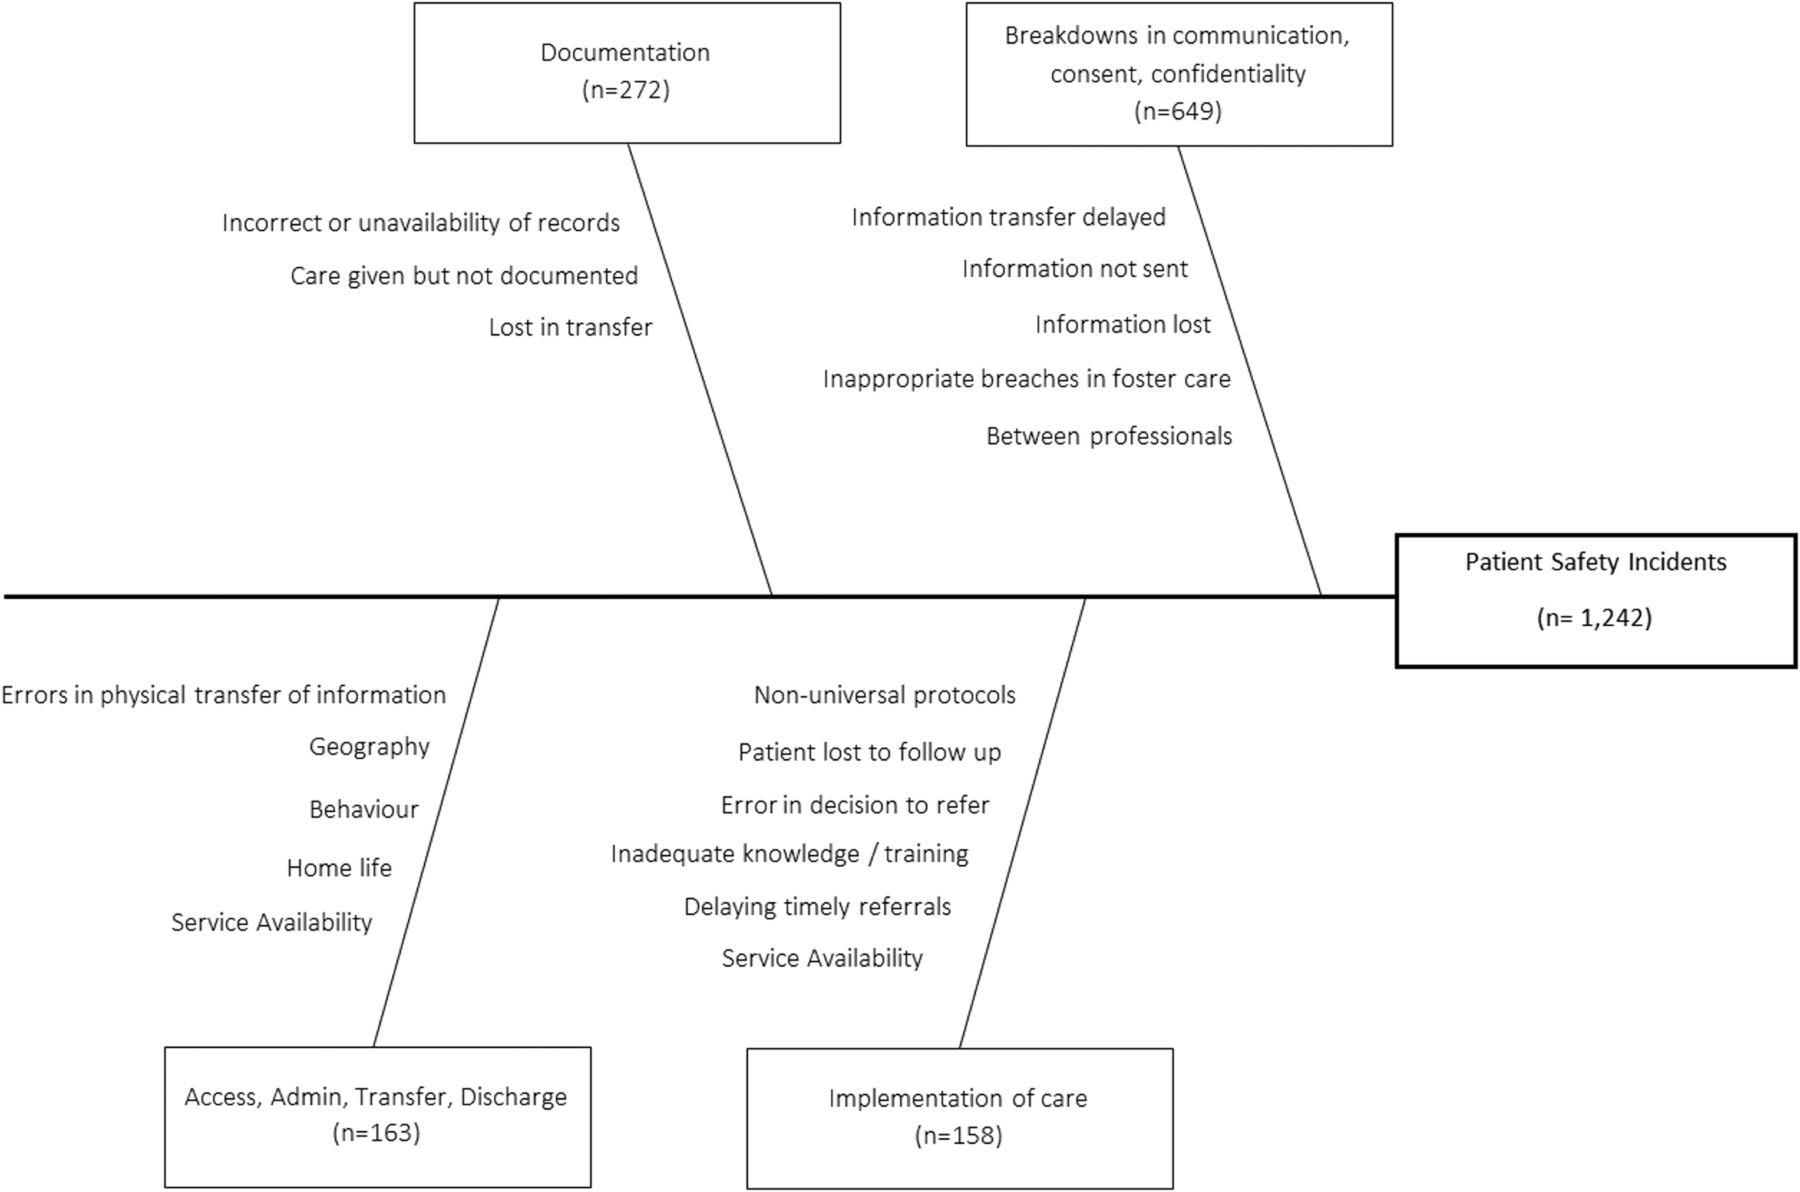 Documentation
(n=272)
Breakdowns in communication,
consent, confidentiality
(n=649)
Incorrect or unavailability of records
Care given but not documented
Lost in transfer
Information transfer delayed
Information not sent
Information lost
Inappropriate breaches in foster care
Between professionals
Patient Safety Incidents
(n= 1,242)
Errors in physical transfer of information
Geography
Behaviour
Home life
Service Availability
Non-universal protocols
Patient lost to follow up
Error in decision to refer
Inadequate knowledge / training
Delaying timely referrals
Service Availability
Access, Admin, Transfer, Discharge
(n=163)
Implementation of care
(n=158)